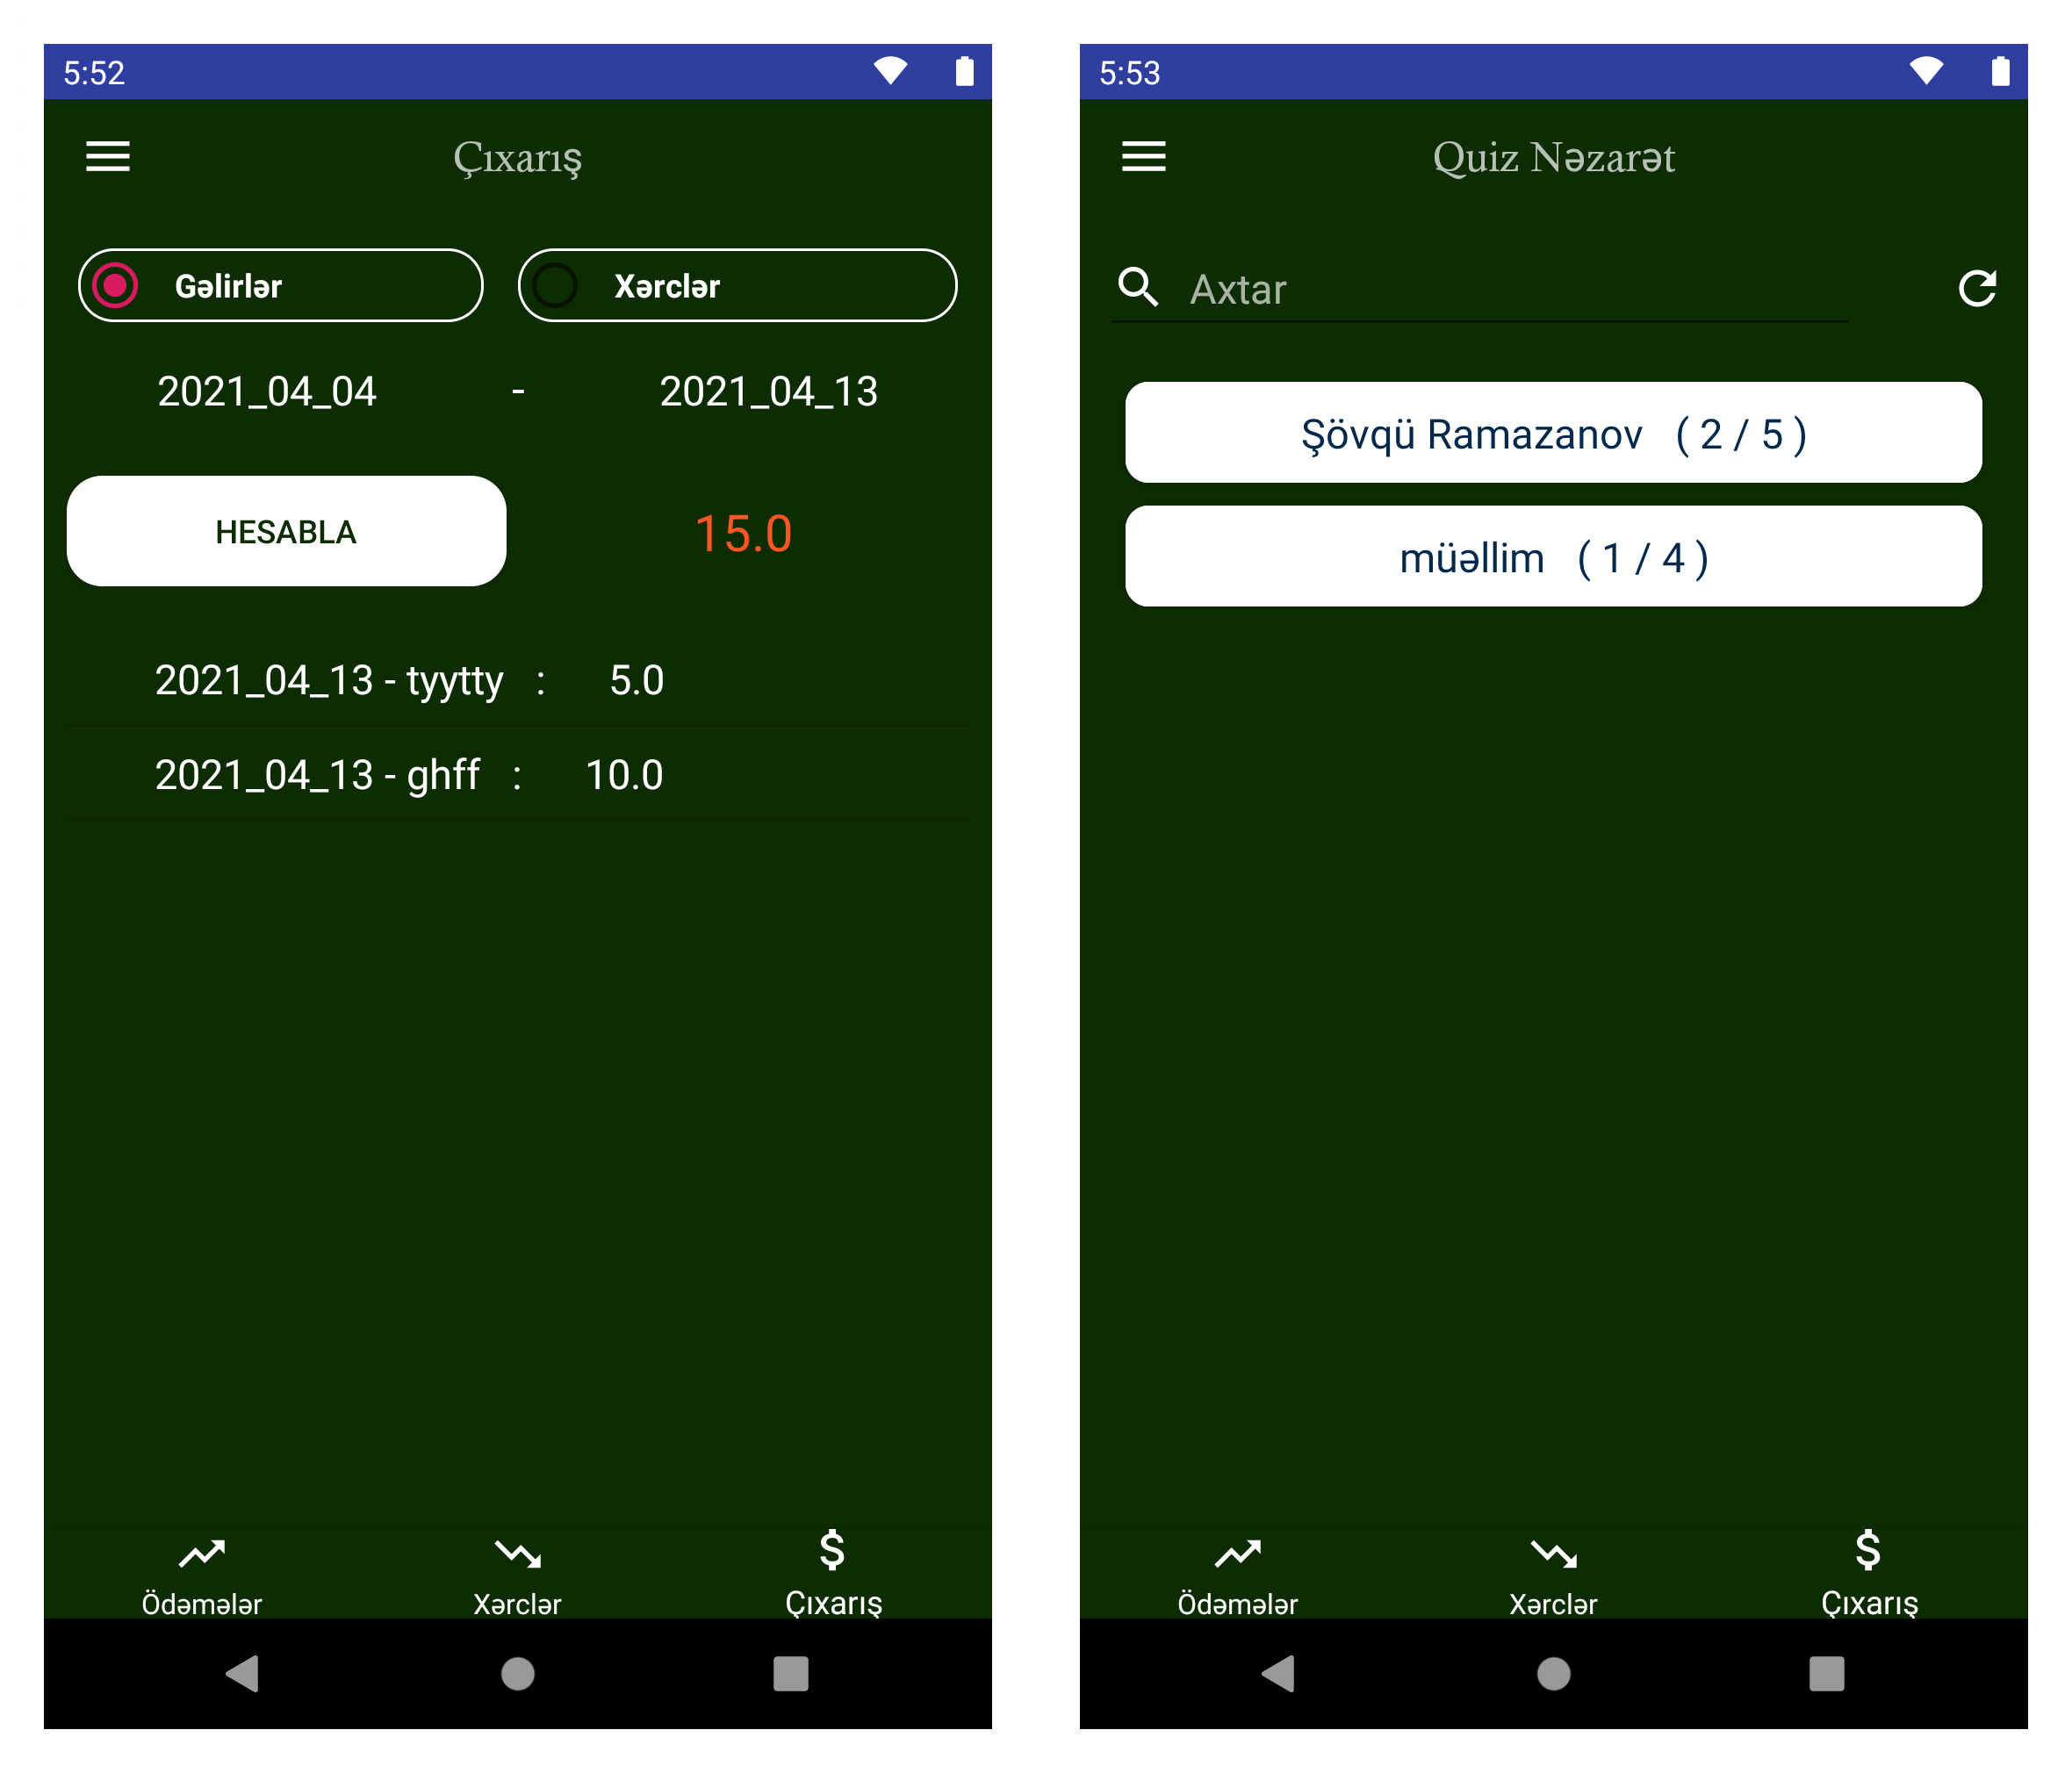 5:52
Çıxarış
Gəlirlər
Xərclər
2021_04_04 - 2021_04_13
HESABLA
15.0
2021_04_13 - tyytty : 5.0
2021_04_13 - ghff : 10.0
Ödəmələr
Xərclər
Çıxarış
5:53
Quiz Nəzarət
Axtar
Şövqü Ramazanov ( 2 / 5 )
müəllim ( 1 / 4 )
Ödəmələr
Xərclər
Çıxarış